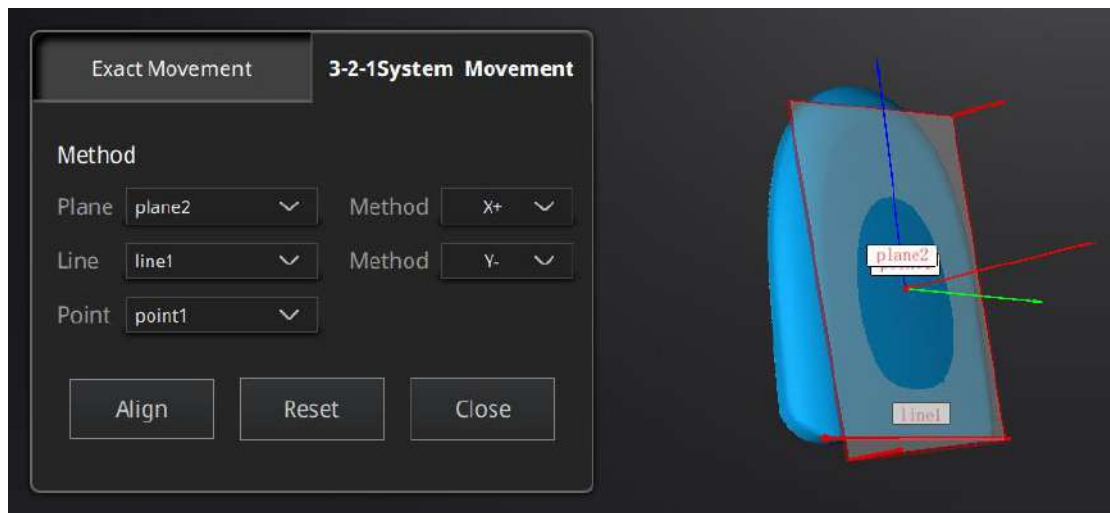 Exact Movement
3-2-1System Movement
Method
Plane plane2 Method X+
Line line1 Method Y-
Point point1
Align Reset Close
plane2
line1